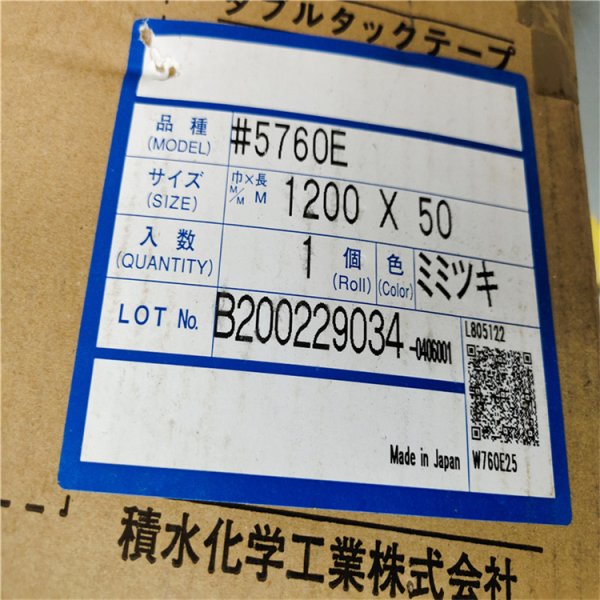 ダブルタックテープ
品種 (MODEL) #5760E
サイズ (SIZE) 巾×長 M/M M 1200 X 50
入数 (QUANTITY) 1 個 (Roll) 色 (Color) ミミツキ
LOT No. B200229034-0406001
L805122
W760E25
Made in Japan
積水化学工業株式会社